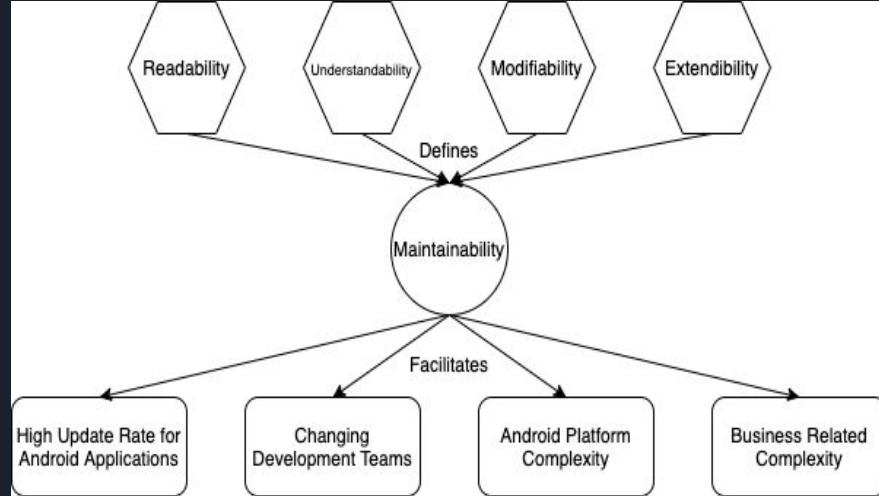 Readability
Understandability
Modifiability
Extendibility
Defines
Maintainability
Facilitates
High Update Rate for
Android Applications
Changing
Development Teams
Android Platform
Complexity
Business Related
Complexity